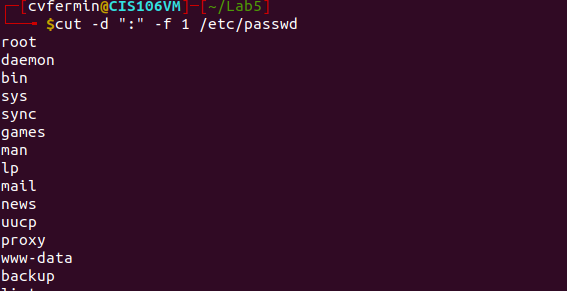 [cvfermin@CIS106VM]-[~/Lab5]
$cut -d ":" -f 1 /etc/passwd
root
daemon
bin
sys
sync
games
man
lp
mail
news
uucp
proxy
www-data
backup